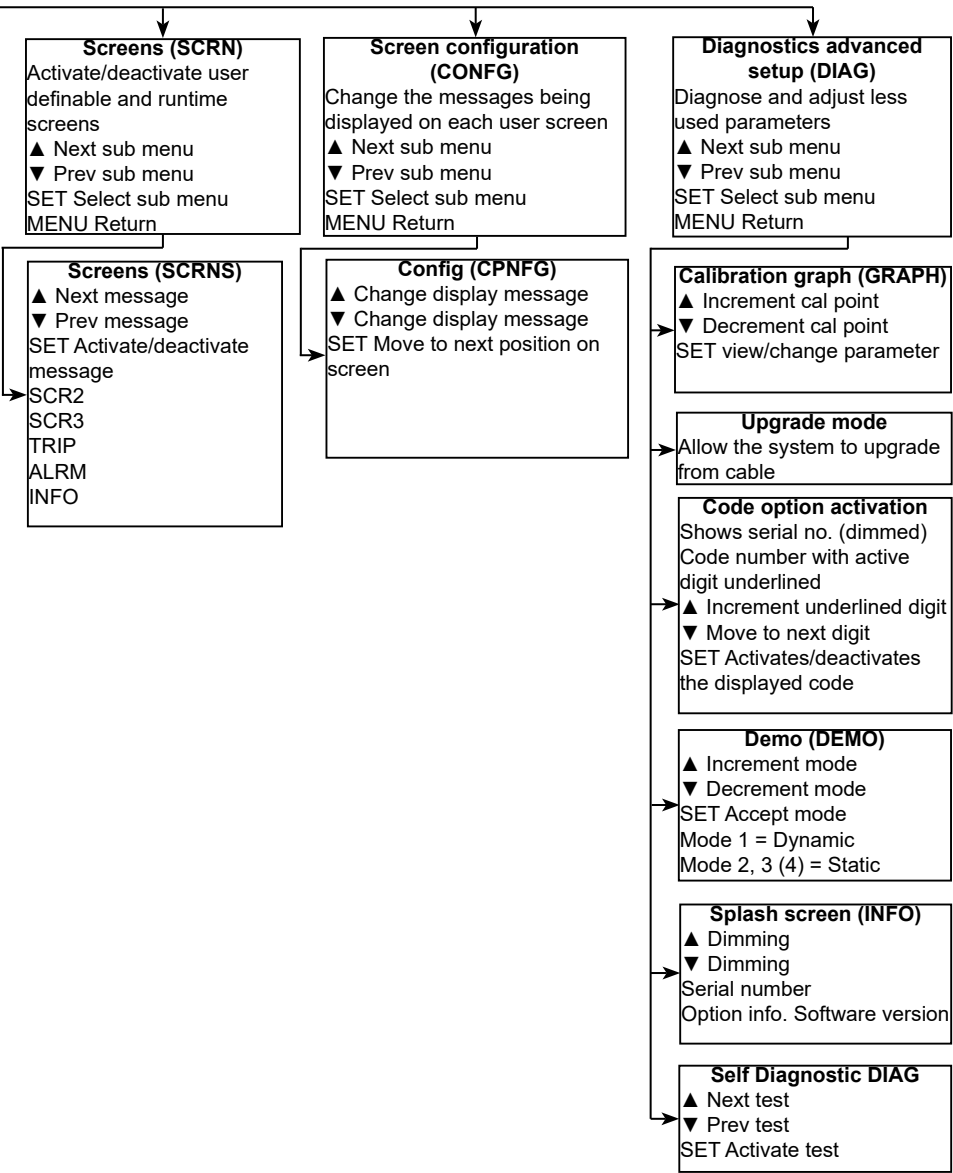 Screens (SCRN)
Activate/deactivate user
definable and runtime
screens
▲ Next sub menu
▼ Prev sub menu
SET Select sub menu
MENU Return
Screen configuration
(CONFG)
Change the messages being
displayed on each user screen
▲ Next sub menu
▼ Prev sub menu
SET Select sub menu
MENU Return
Diagnostics advanced
setup (DIAG)
Diagnose and adjust less
used parameters
▲ Next sub menu
▼ Prev sub menu
SET Select sub menu
MENU Return
Screens (SCRNS)
▲ Next message
▼ Prev message
SET Activate/deactivate
message
SCR2
SCR3
TRIP
ALRM
INFO
Config (CPNFG)
▲ Change display message
▼ Change display message
SET Move to next position on
screen
Calibration graph (GRAPH)
▲ Increment cal point
▼ Decrement cal point
SET view/change parameter
Upgrade mode
Allow the system to upgrade
from cable
Code option activation
Shows serial no. (dimmed)
Code number with active
digit underlined
▲ Increment underlined digit
▼ Move to next digit
SET Activates/deactivates
the displayed code
Demo (DEMO)
▲ Increment mode
▼ Decrement mode
SET Accept mode
Mode 1 = Dynamic
Mode 2, 3 (4) = Static
Splash screen (INFO)
▲ Dimming
▼ Dimming
Serial number
Option info. Software version
Self Diagnostic DIAG
▲ Next test
▼ Prev test
SET Activate test